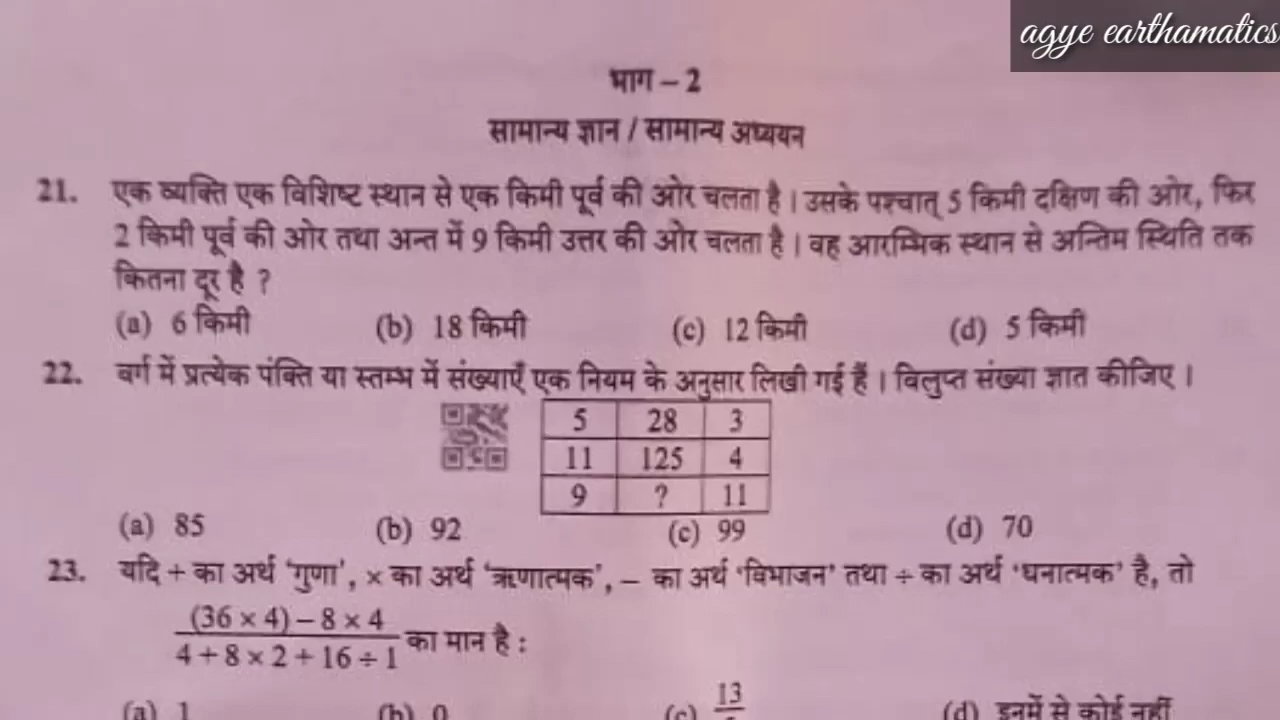 agye earthamatics
भाग – 2
सामान्य ज्ञान / सामान्य अध्ययन
21. एक व्यक्ति एक विशिष्ट स्थान से एक किमी पूर्व की ओर चलता है । उसके पश्चात् 5 किमी दक्षिण की ओर, फिर
2 किमी पूर्व की ओर तथा अन्त में 9 किमी उत्तर की ओर चलता है । वह आरम्भिक स्थान से अन्तिम स्थिति तक
कितना दूर है ?
(a) 6 किमी (b) 18 किमी (c) 12 किमी (d) 5 किमी
22. वर्ग में प्रत्येक पंक्ति या स्तम्भ में संख्याएँ एक नियम के अनुसार लिखी गई हैं । विलुप्त संख्या ज्ञात कीजिए ।
5 28 3
11 125 4
9 ? 11
(a) 85 (b) 92 (c) 99 (d) 70
23. यदि + का अर्थ ‘गुणा’, × का अर्थ ‘ऋणात्मक’, – का अर्थ ‘विभाजन’ तथा ÷ का अर्थ ‘धनात्मक’ है, तो
(36 × 4) – 8 × 4
4 + 8 × 2 + 16 ÷ 1 का मान है :
(a) 1 (b) 0 (c) 13 (d) इनमें से कोई नहीं